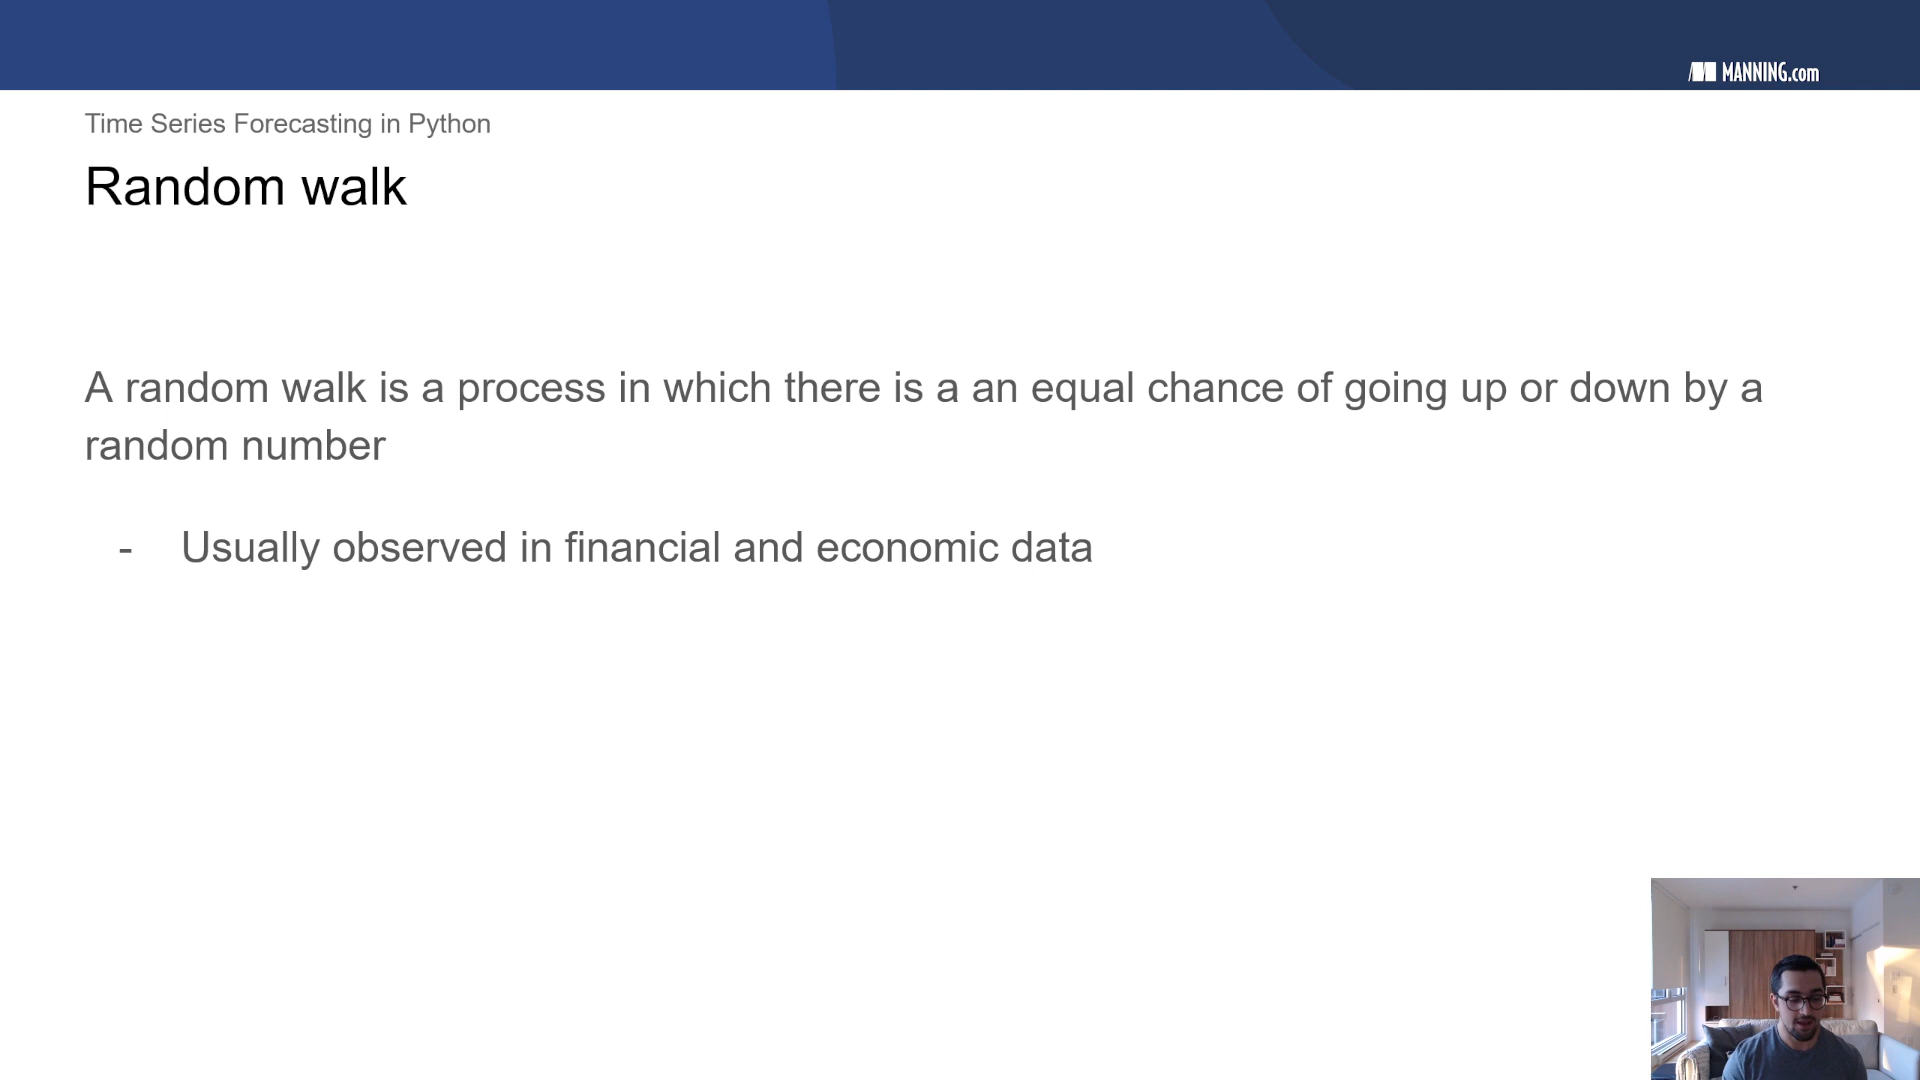 MANNING.com
Time Series Forecasting in Python
Random walk
A random walk is a process in which there is a an equal chance of going up or down by a
random number
- Usually observed in financial and economic data